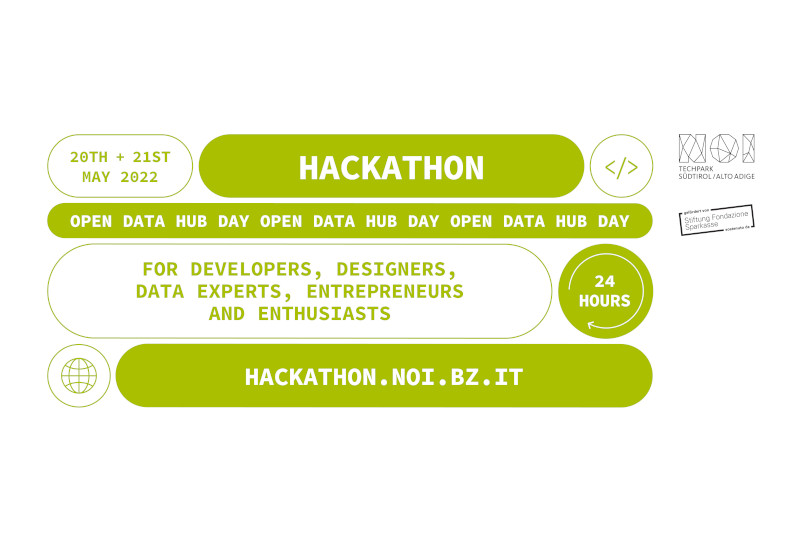 20TH + 21ST
MAY 2022
HACKATHON
</>
OPEN DATA HUB DAY OPEN DATA HUB DAY OPEN DATA HUB DAY
FOR DEVELOPERS, DESIGNERS,
DATA EXPERTS, ENTREPRENEURS
AND ENTHUSIASTS
24
HOURS
HACKATHON.NOI.BZ.IT
NOI
TECHPARK
SÜDTIROL / ALTO ADIGE
gefördert von
Stiftung Fondazione
Sparkasse
sostenuto da